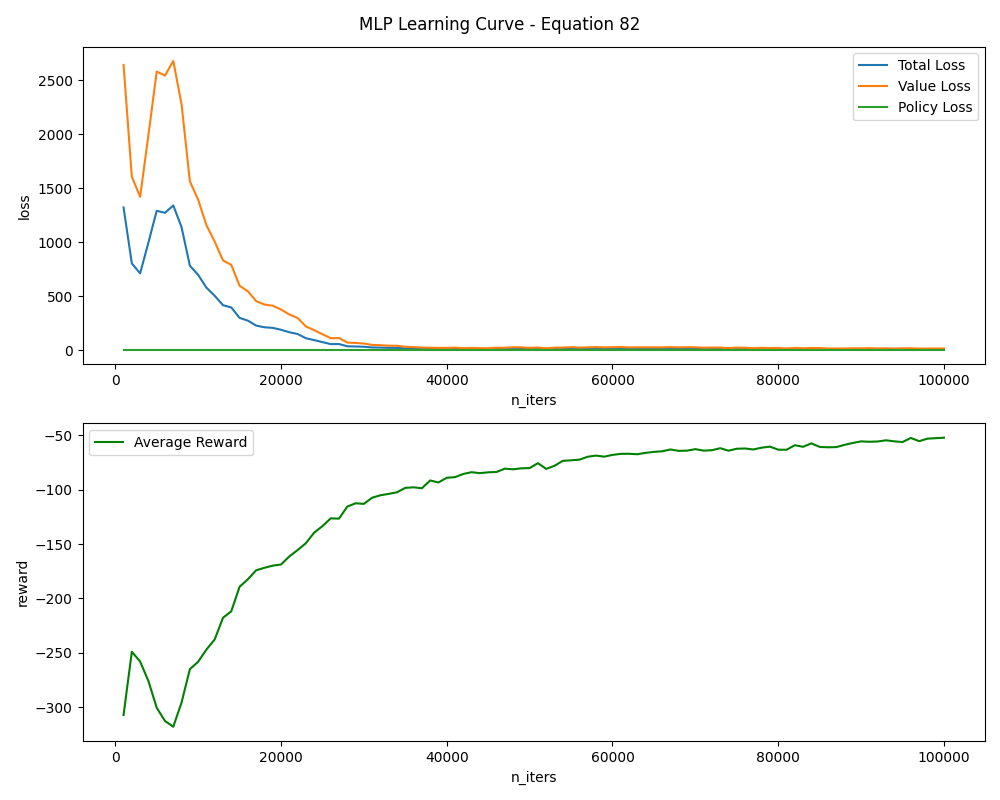 MLP Learning Curve - Equation 82
Total Loss
Value Loss
Policy Loss
2500
2000
1500
1000
500
0
loss
0 20000 40000 60000 80000 100000
n_iters
Average Reward
−50
−100
−150
−200
−250
−300
reward
0 20000 40000 60000 80000 100000
n_iters